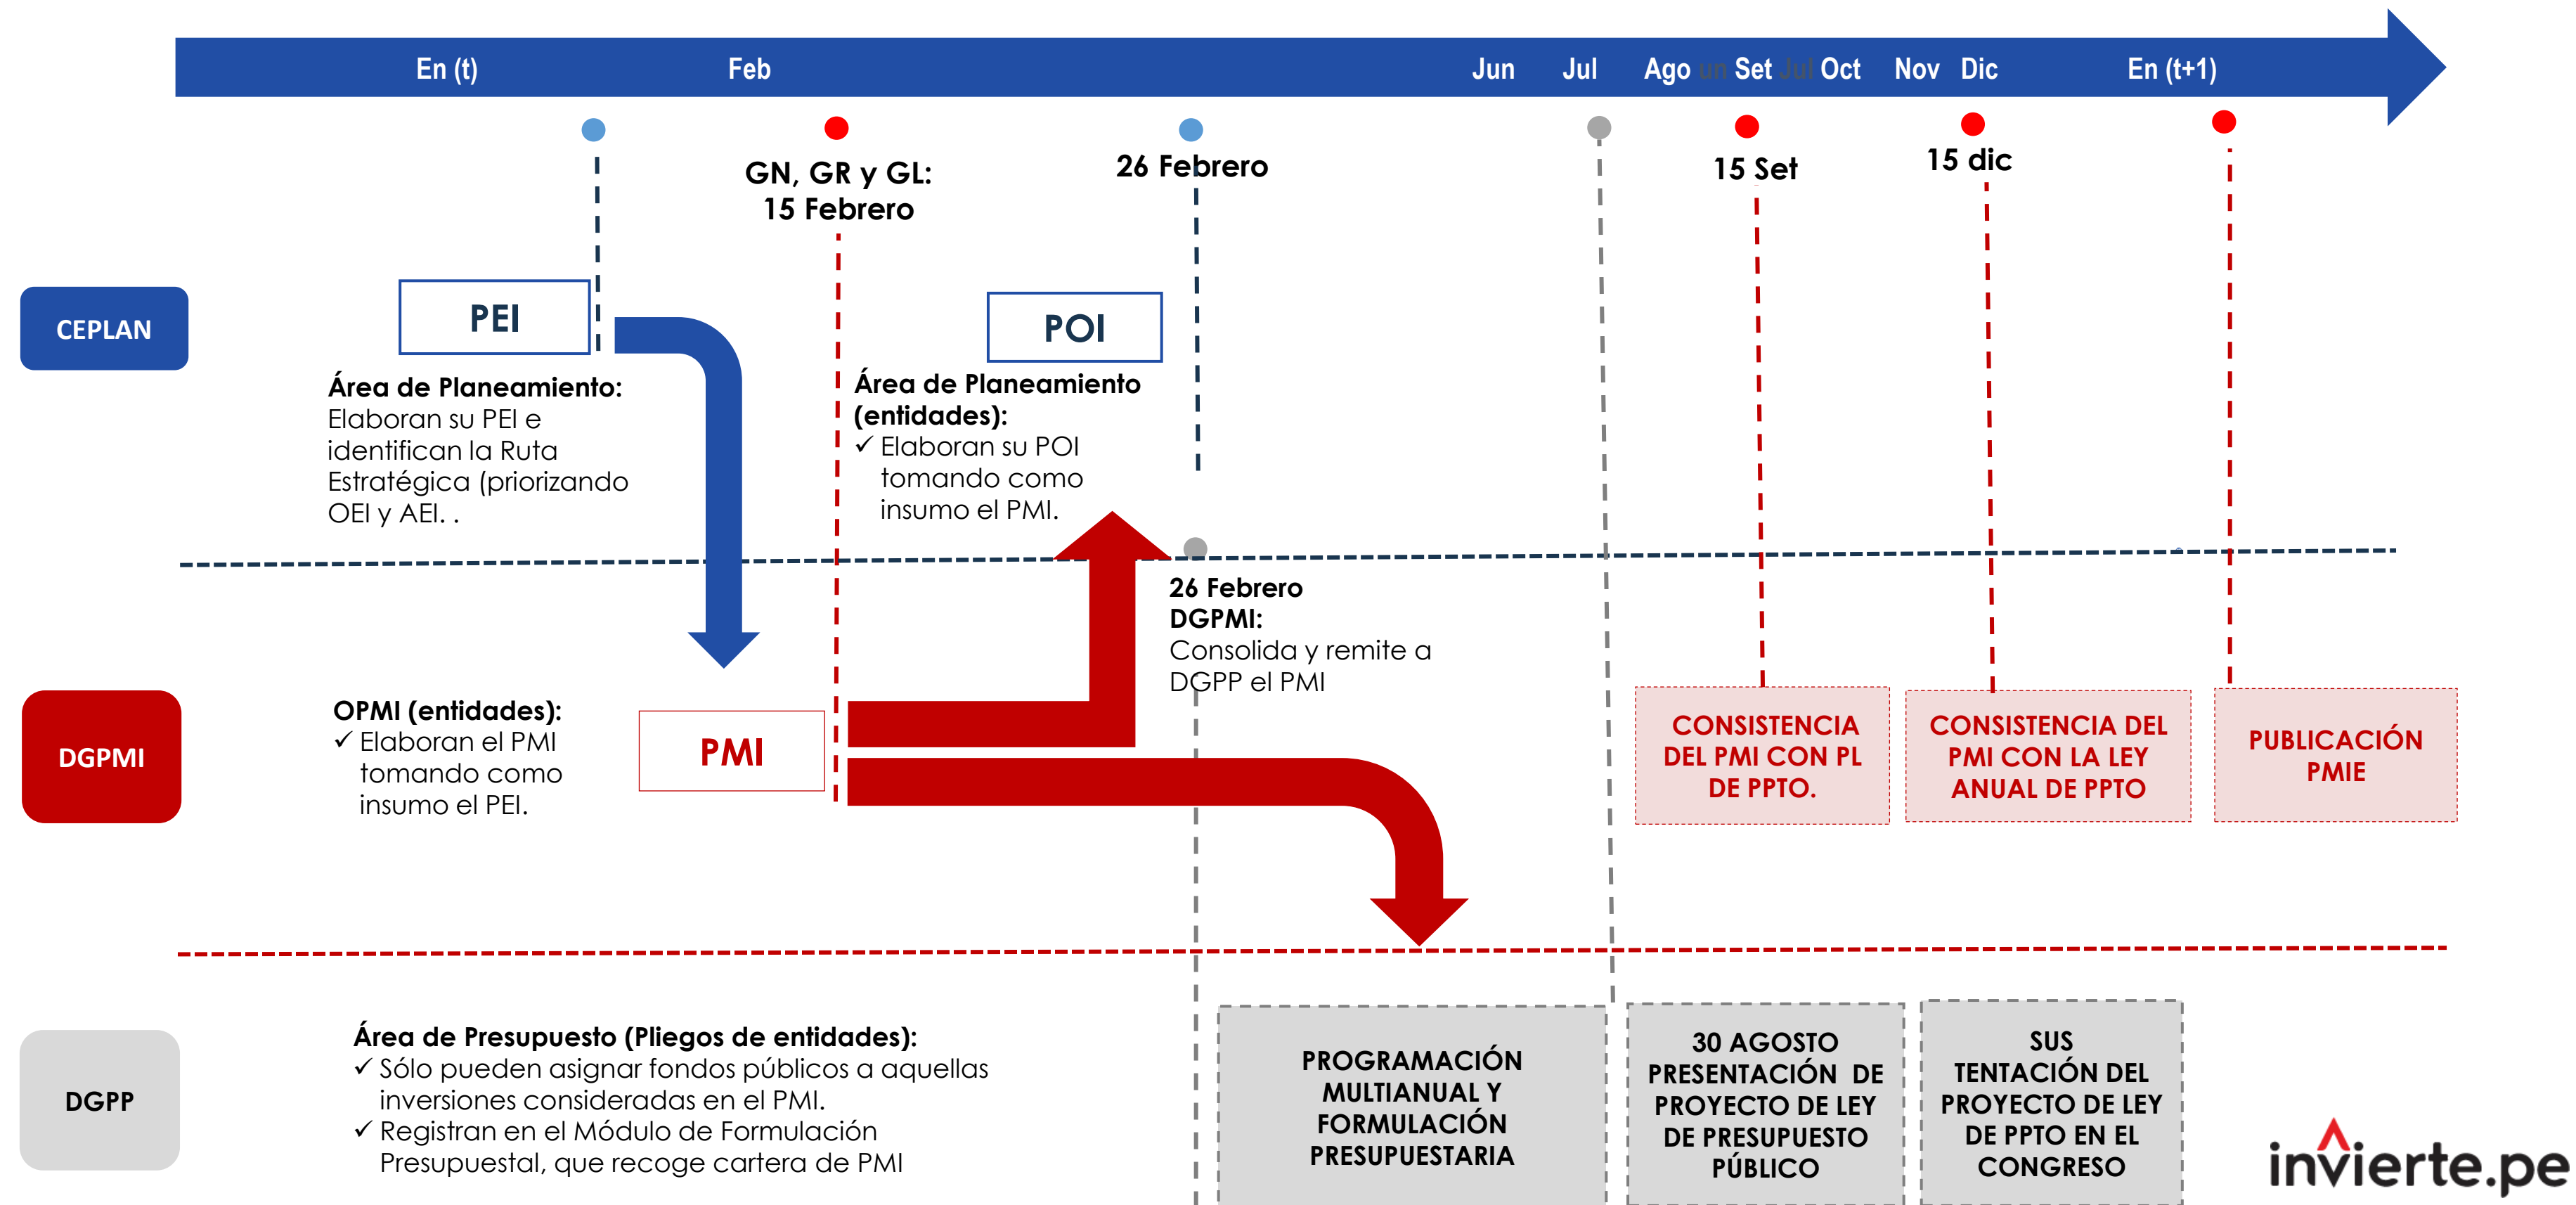 En (t) Feb Jun Jul Ago un Set Jul Oct Nov Dic En (t+1)
GN, GR y GL:
15 Febrero
26 Febrero
15 Set
15 dic
CEPLAN
PEI
Área de Planeamiento:
Elaboran su PEI e
identifican la Ruta
Estratégica (priorizando
OEI y AEI. .
POI
Área de Planeamiento
(entidades):
✓ Elaboran su POI
tomando como
insumo el PMI.
26 Febrero
DGPMI:
Consolida y remite a
DGPP el PMI
DGPMI
OPMI (entidades):
✓ Elaboran el PMI
tomando como
insumo el PEI.
PMI
CONSISTENCIA
DEL PMI CON PL
DE PPTO.
CONSISTENCIA DEL
PMI CON LA LEY
ANUAL DE PPTO
PUBLICACIÓN
PMIE
DGPP
Área de Presupuesto (Pliegos de entidades):
✓ Sólo pueden asignar fondos públicos a aquellas
inversiones consideradas en el PMI.
✓ Registran en el Módulo de Formulación
Presupuestal, que recoge cartera de PMI
PROGRAMACIÓN
MULTIANUAL Y
FORMULACIÓN
PRESUPUESTARIA
30 AGOSTO
PRESENTACIÓN DE
PROYECTO DE LEY
DE PRESUPUESTO
PÚBLICO
SUS
TENTACIÓN DEL
PROYECTO DE LEY
DE PPTO EN EL
CONGRESO
invierte.pe